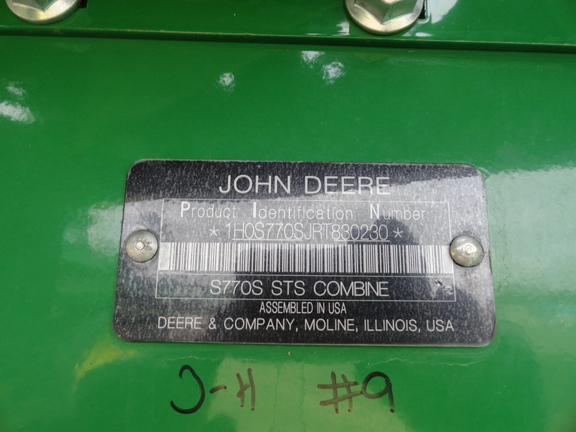 JOHN DEERE
Product Identification Number
*1H0S770SJRT830230*
S770S STS COMBINE
ASSEMBLED IN USA
DEERE & COMPANY, MOLINE, ILLINOIS, USA
J-H #9